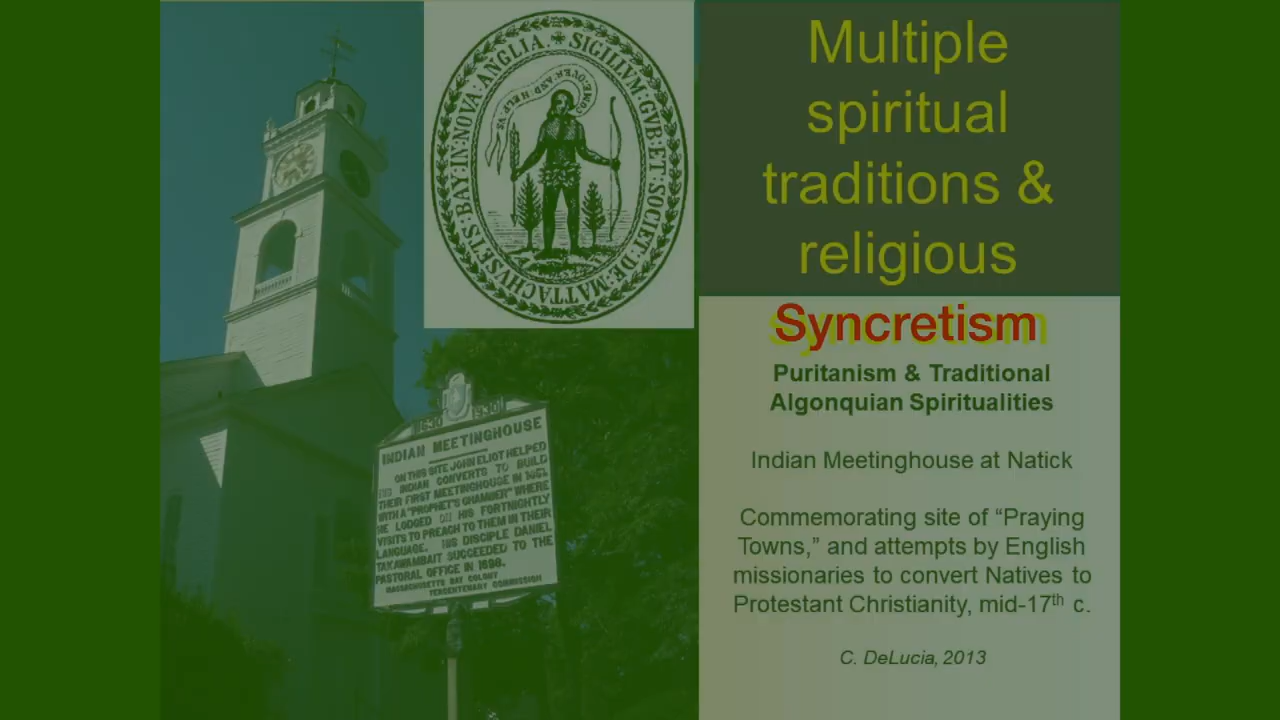 SIGILLVM:GVB:ET:SOCIET:DE:MATTACHVSETS:BAY:IN:NOVA:ANGLIA.
COME:OVER:AND:HELP:VS
1630 1930
INDIAN MEETINGHOUSE
ON THIS SITE JOHN ELIOT HELPED
HIS INDIAN CONVERTS TO BUILD
THEIR FIRST MEETINGHOUSE IN
WITH A "PROPHET'S CHAMBER" WHERE
HE LODGED ON HIS FORTNIGHTLY
VISITS TO PREACH TO THEM IN THEIR
LANGUAGE. HIS DISCIPLE DANIEL
TAKAWAMBAIT SUCCEEDED TO THE
PASTORAL OFFICE IN 1698.
MASSACHUSETTS BAY COLONY
TERCENTENARY COMMISSION
Multiple
spiritual
traditions &
religious
Syncretism
Puritanism & Traditional
Algonquian Spiritualities
Indian Meetinghouse at Natick
Commemorating site of “Praying
Towns,” and attempts by English
missionaries to convert Natives to
Protestant Christianity, mid-17th c.
C. DeLucia, 2013